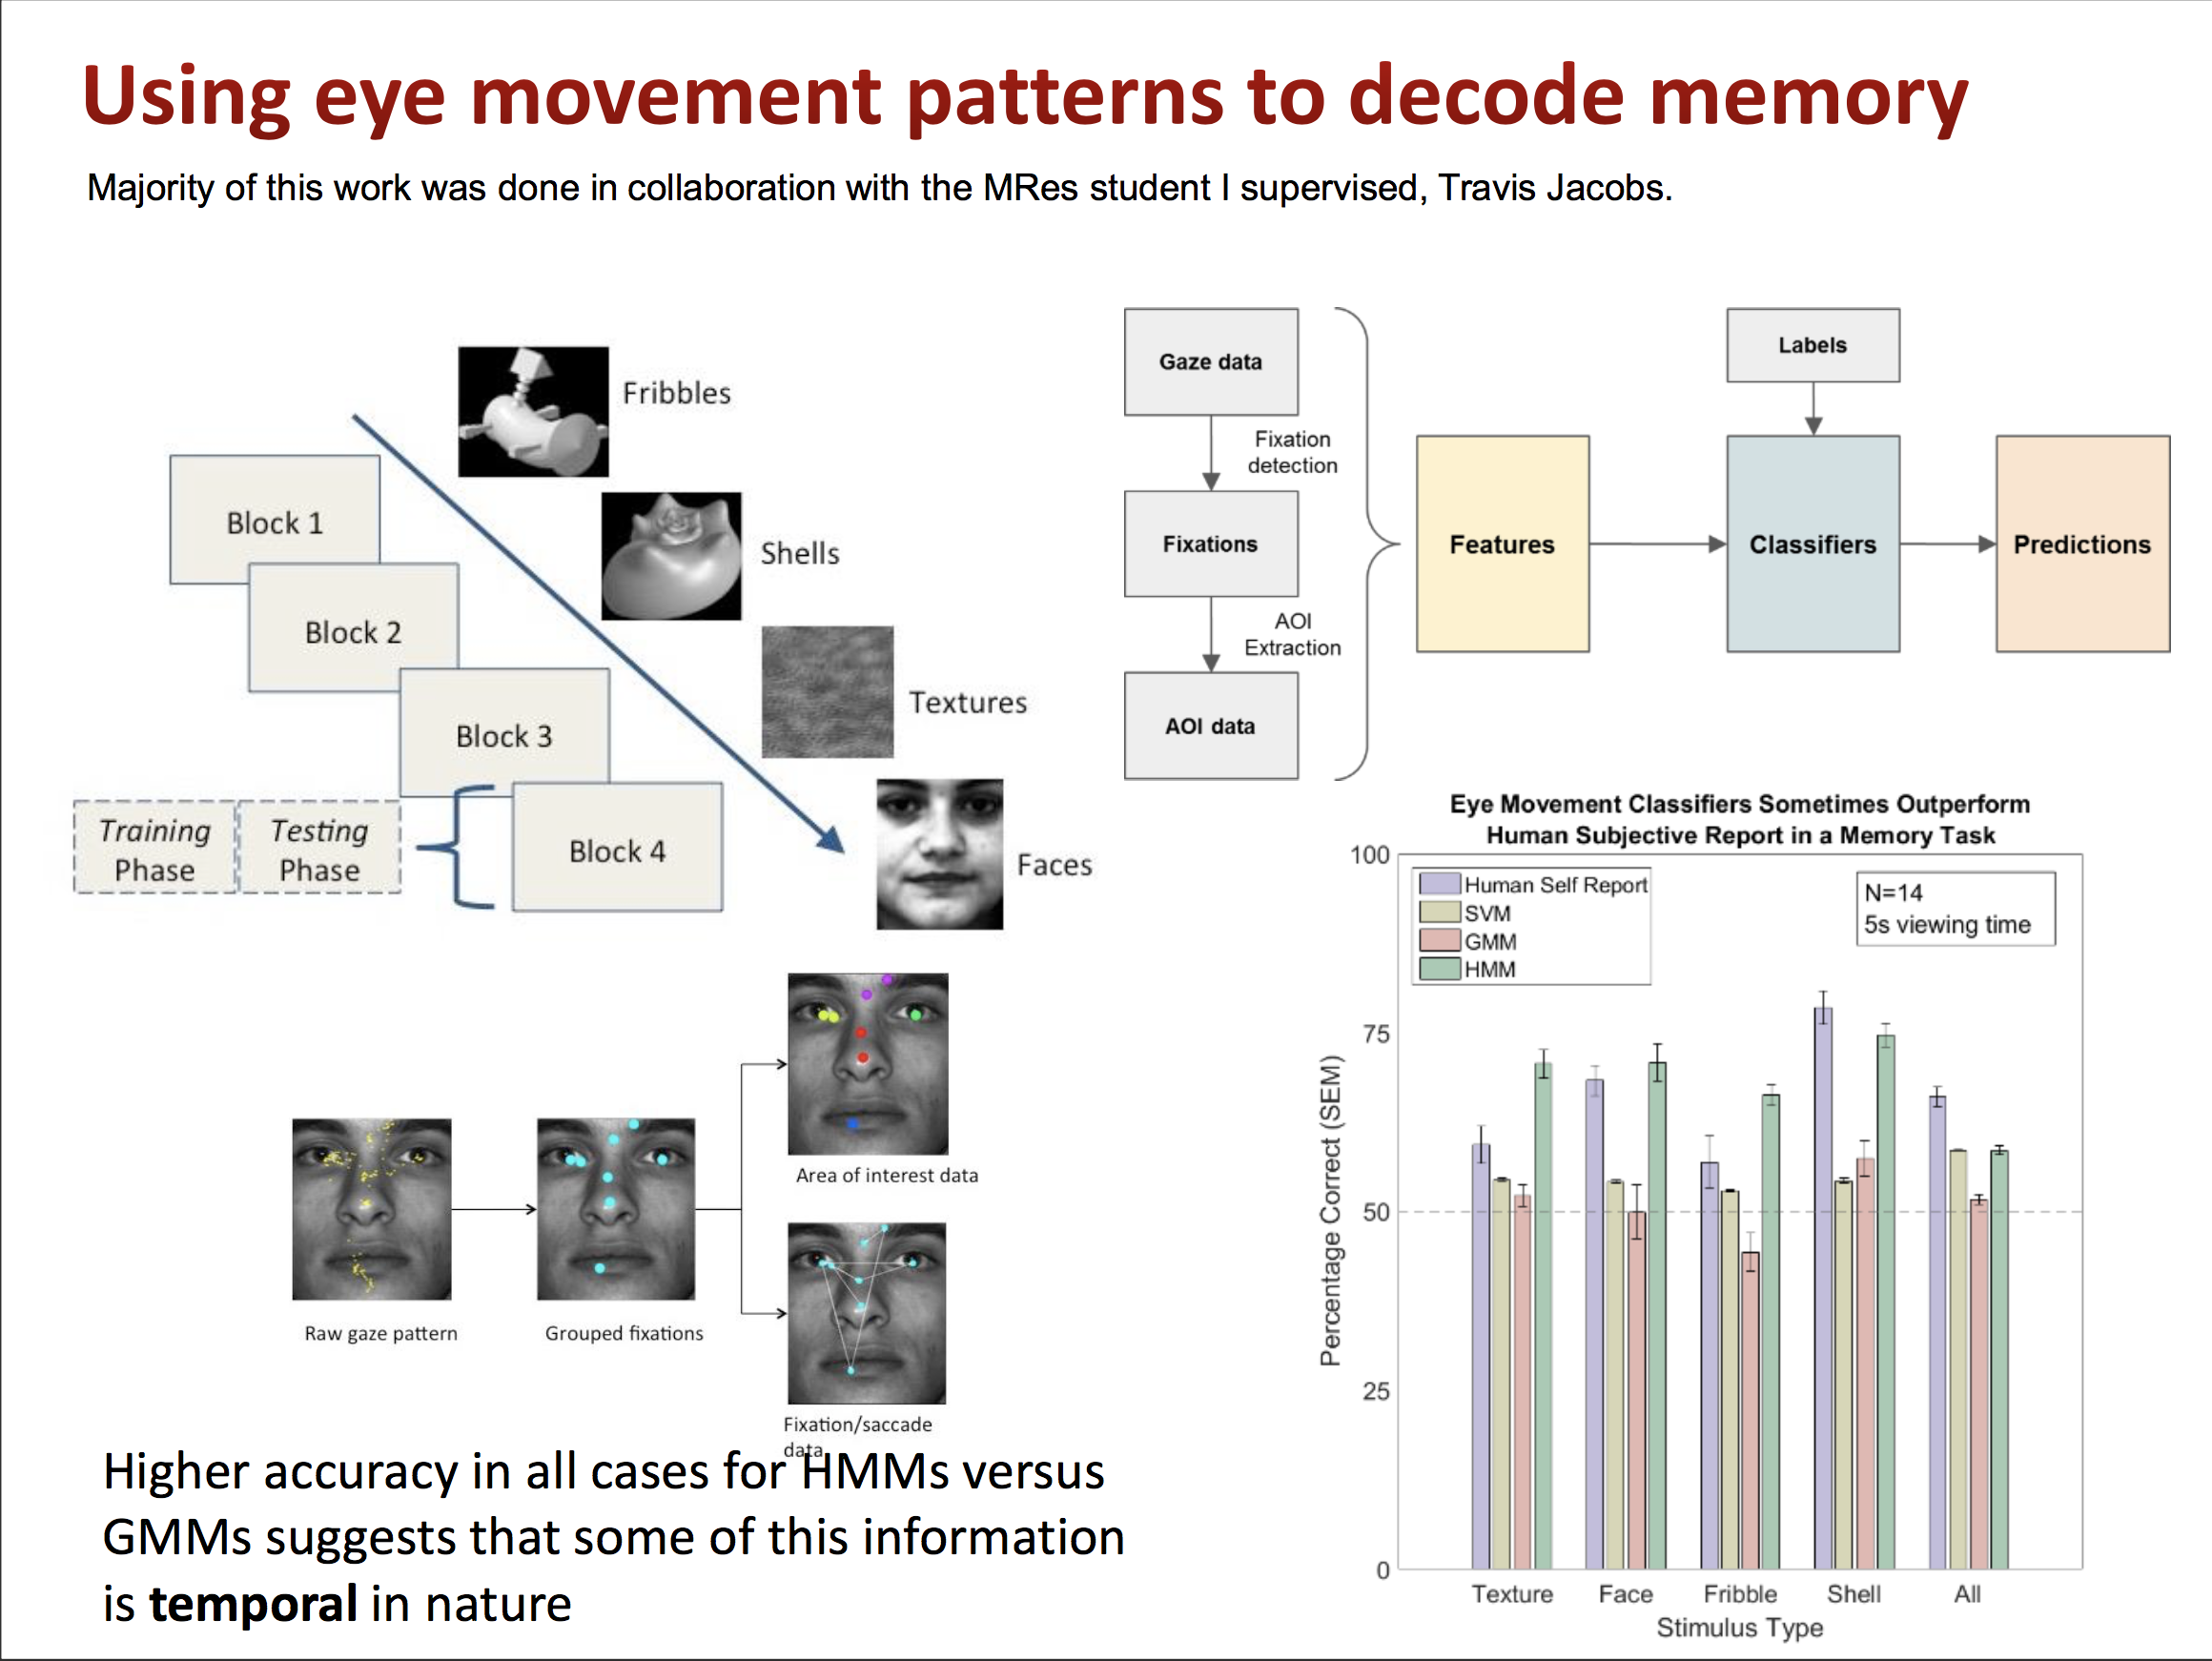 Using eye movement patterns to decode memory
Majority of this work was done in collaboration with the MRes student I supervised, Travis Jacobs.
Block 1
Block 2
Block 3
Block 4
Training
Phase
Testing
Phase
Fribbles
Shells
Textures
Faces
Gaze data
Fixation
detection
Fixations
AOI
Extraction
AOI data
Features
Labels
Classifiers
Predictions
Raw gaze pattern
Grouped fixations
Area of interest data
Fixation/saccade
data
Higher accuracy in all cases for HMMs versus
GMMs suggests that some of this information
is temporal in nature
Eye Movement Classifiers Sometimes Outperform
Human Subjective Report in a Memory Task
Human Self Report
SVM
GMM
HMM
N=14
5s viewing time
Percentage Correct (SEM)
100
75
50
25
0
Texture Face Fribble Shell All
Stimulus Type